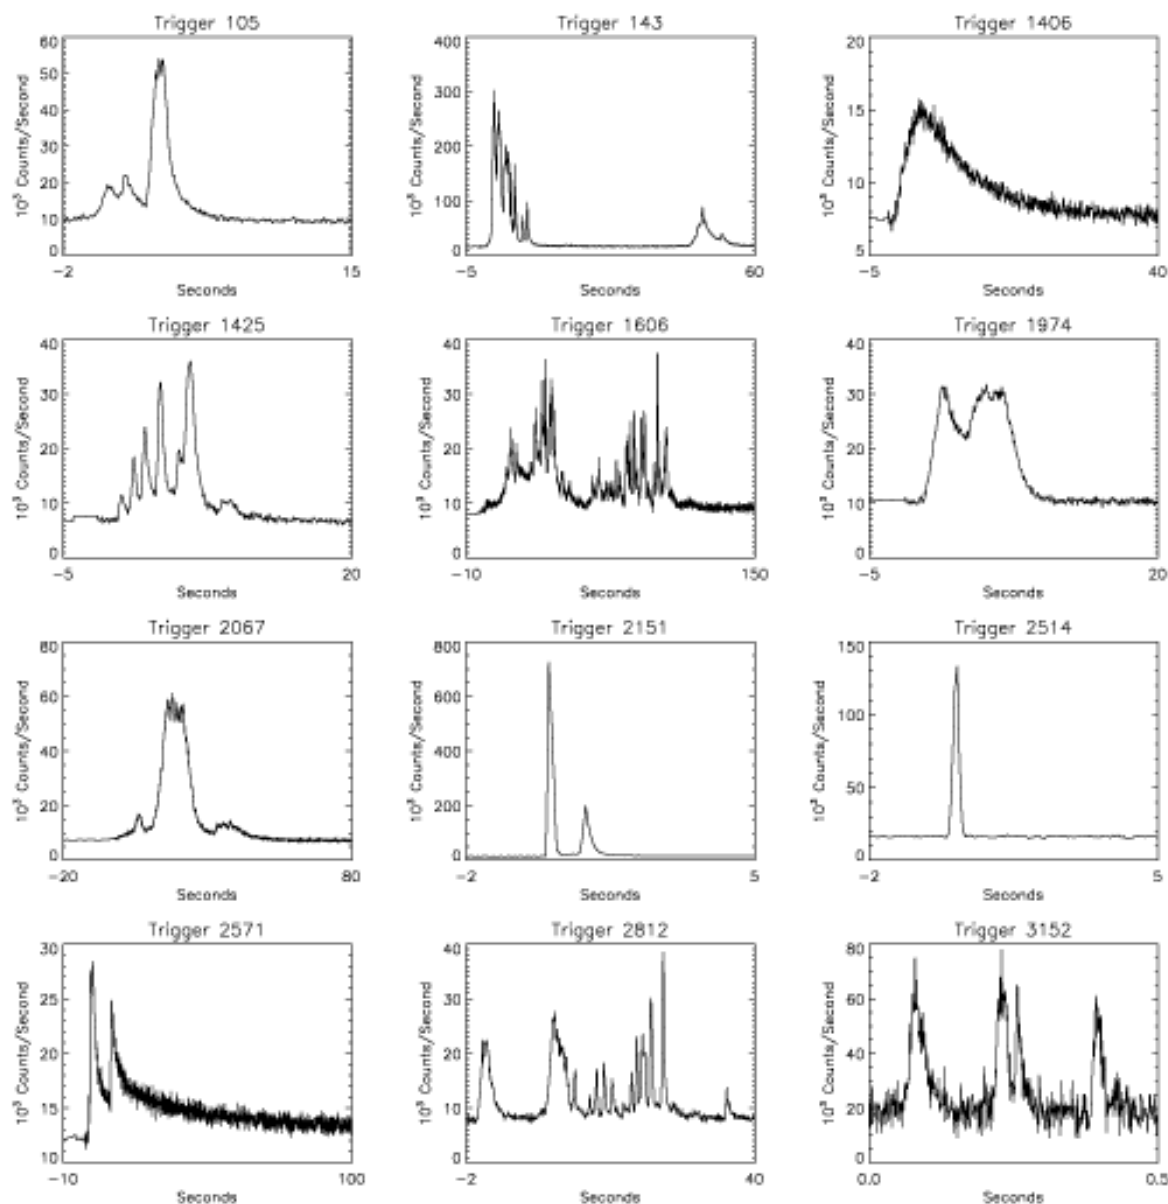 Trigger 105
10³ Counts/Second
60
50
40
30
20
10
0
-2
15
Seconds
Trigger 143
10³ Counts/Second
400
300
200
100
0
-5
60
Seconds
Trigger 1406
10³ Counts/Second
20
15
10
5
-5
40
Seconds
Trigger 1425
10³ Counts/Second
40
30
20
10
0
-5
20
Seconds
Trigger 1606
10³ Counts/Second
40
30
20
10
0
-10
150
Seconds
Trigger 1974
10³ Counts/Second
40
30
20
10
0
-5
20
Seconds
Trigger 2067
10³ Counts/Second
80
60
40
20
0
-20
80
Seconds
Trigger 2151
10³ Counts/Second
800
600
400
200
0
-2
5
Seconds
Trigger 2514
10³ Counts/Second
150
100
50
0
-2
5
Seconds
Trigger 2571
10³ Counts/Second
30
25
20
15
10
-10
100
Seconds
Trigger 2812
10³ Counts/Second
40
30
20
10
0
-2
40
Seconds
Trigger 3152
10³ Counts/Second
80
60
40
20
0
0.0
0.5
Seconds